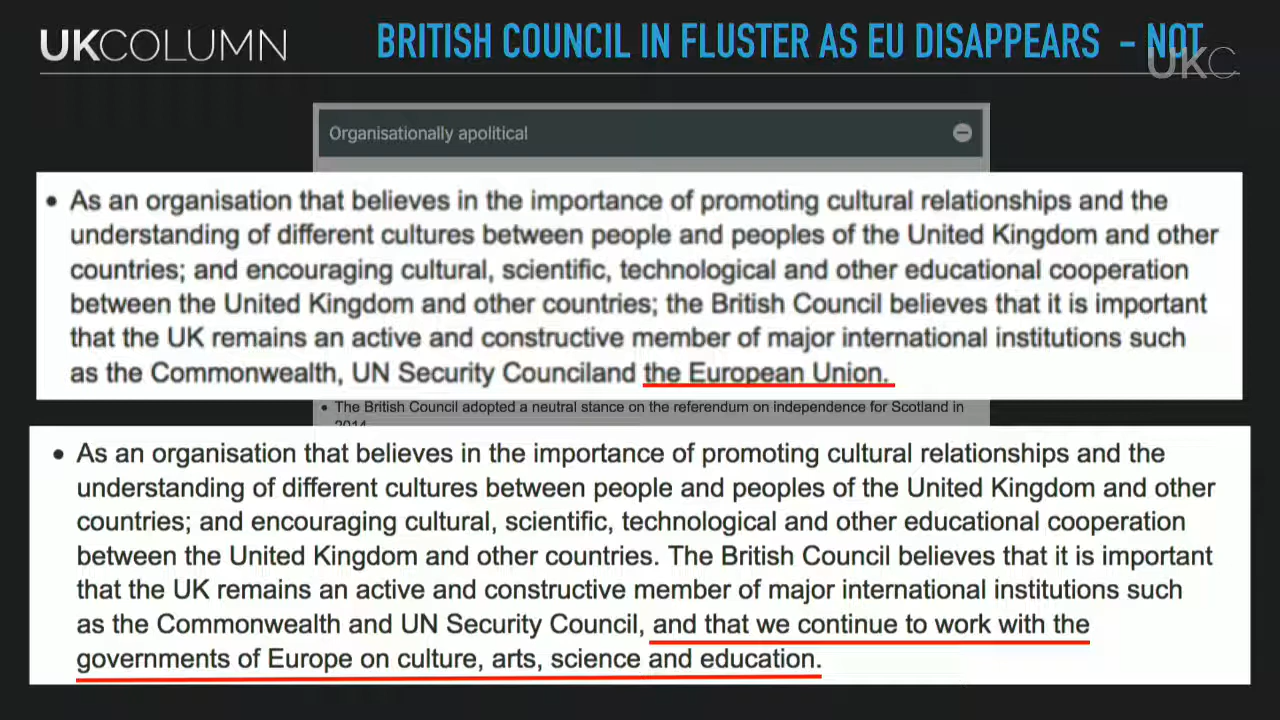 UKCOLUMN
BRITISH COUNCIL IN FLUSTER AS EU DISAPPEARS - NOT
UKC
Organisationally apolitical
• As an organisation that believes in the importance of promoting cultural relationships and the
understanding of different cultures between people and peoples of the United Kingdom and other
countries; and encouraging cultural, scientific, technological and other educational cooperation
between the United Kingdom and other countries; the British Council believes that it is important
that the UK remains an active and constructive member of major international institutions such
as the Commonwealth, UN Security Counciland the European Union.
• The British Council adopted a neutral stance on the referendum on independence for Scotland in
2014
• As an organisation that believes in the importance of promoting cultural relationships and the
understanding of different cultures between people and peoples of the United Kingdom and other
countries; and encouraging cultural, scientific, technological and other educational cooperation
between the United Kingdom and other countries. The British Council believes that it is important
that the UK remains an active and constructive member of major international institutions such
as the Commonwealth and UN Security Council, and that we continue to work with the
governments of Europe on culture, arts, science and education.